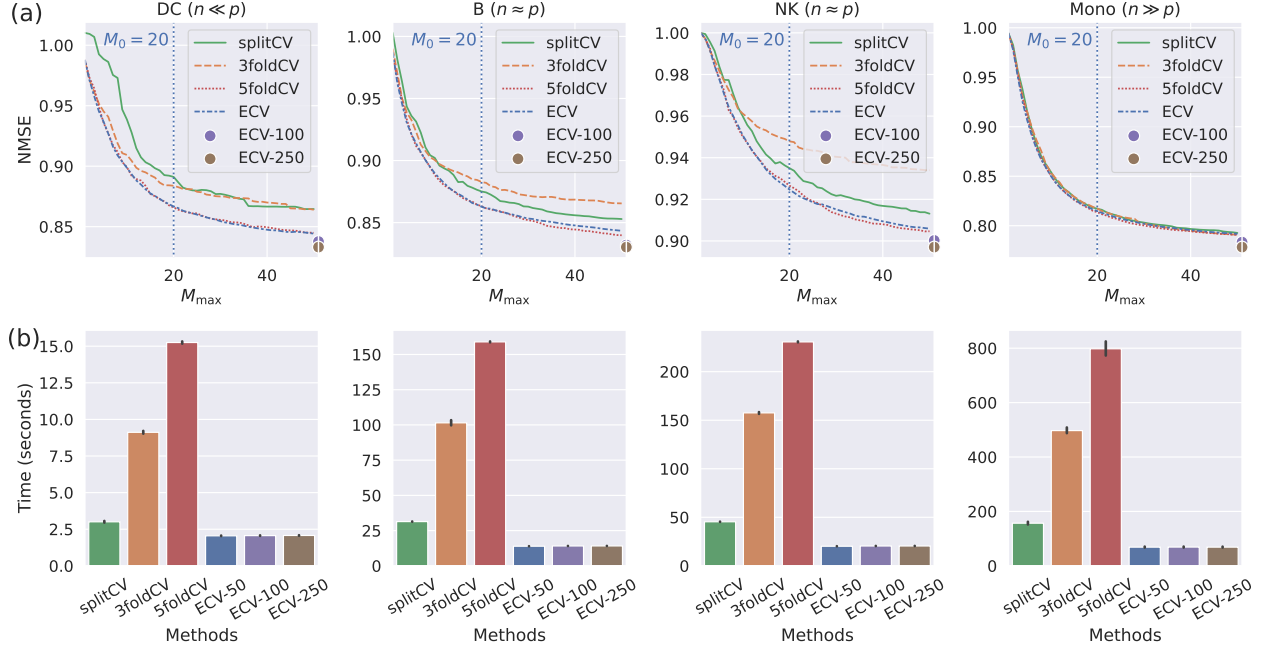 (a)
DC (n ≪ p)
NMSE
1.00
0.95
0.90
0.85
M₀ = 20
splitCV
3foldCV
5foldCV
ECV
ECV-100
ECV-250
20
40
M_max
B (n ≈ p)
1.00
0.95
0.90
0.85
M₀ = 20
splitCV
3foldCV
5foldCV
ECV
ECV-100
ECV-250
20
40
M_max
NK (n ≈ p)
1.00
0.98
0.96
0.94
0.92
0.90
M₀ = 20
splitCV
3foldCV
5foldCV
ECV
ECV-100
ECV-250
20
40
M_max
Mono (n ≫ p)
1.00
0.95
0.90
0.85
0.80
M₀ = 20
splitCV
3foldCV
5foldCV
ECV
ECV-100
ECV-250
20
40
M_max
(b)
Time (seconds)
15.0
12.5
10.0
7.5
5.0
2.5
0.0
splitCV
3foldCV
5foldCV
ECV-50
ECV-100
ECV-250
Methods
150
125
100
75
50
25
0
splitCV
3foldCV
5foldCV
ECV-50
ECV-100
ECV-250
Methods
200
150
100
50
0
splitCV
3foldCV
5foldCV
ECV-50
ECV-100
ECV-250
Methods
800
600
400
200
0
splitCV
3foldCV
5foldCV
ECV-50
ECV-100
ECV-250
Methods